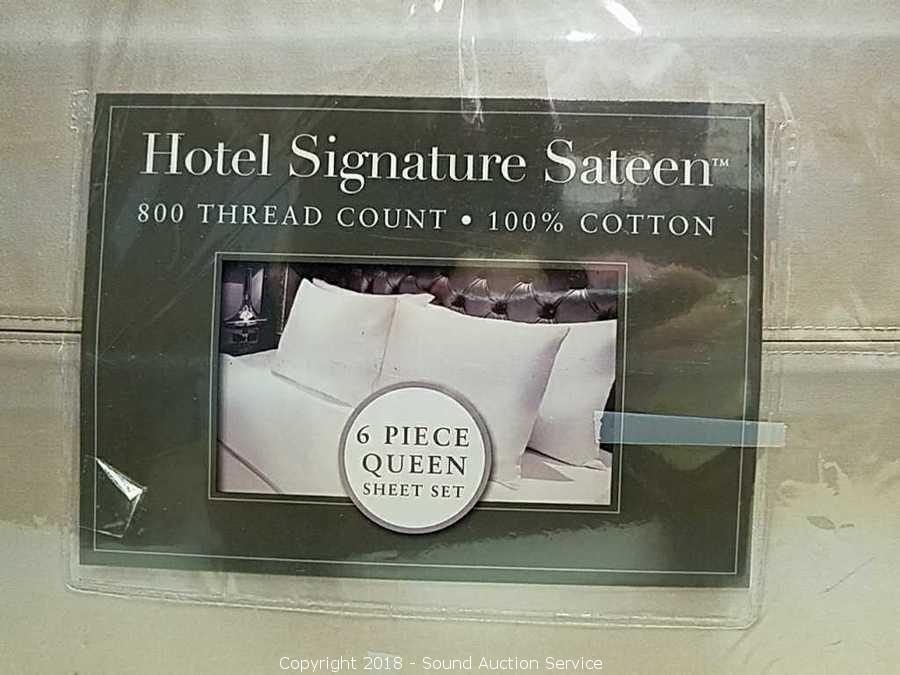 Hotel Signature Sateen™
800 THREAD COUNT • 100% COTTON
6 PIECE
QUEEN
SHEET SET
Copyright 2018 - Sound Auction Service